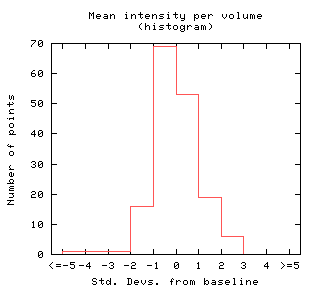 Mean intensity per volume
(histogram)
70
60
50
40
30
20
10
0
Number of points
<=-5 -4 -3 -2 -1 0 1 2 3 4 >=5
Std. Devs. from baseline